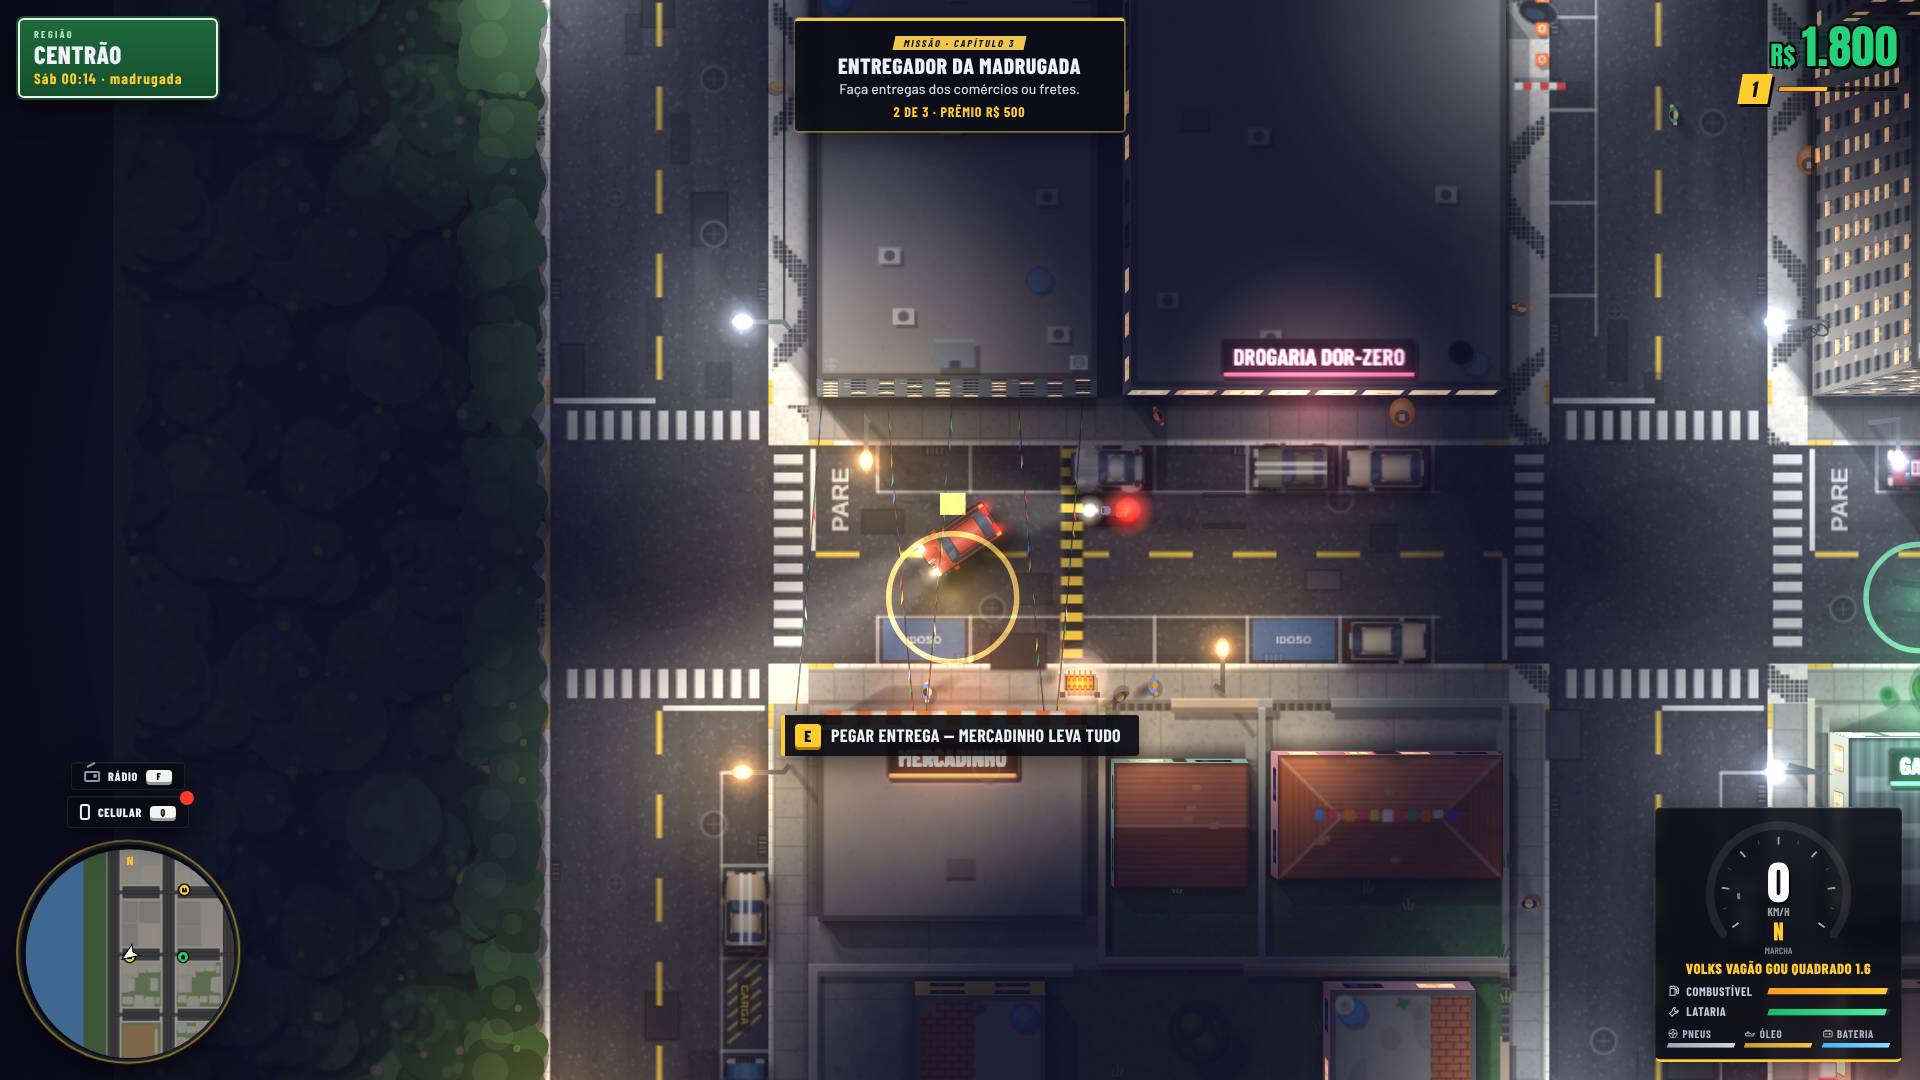 REGIÃO
CENTRÃO
Sáb 00:14 · madrugada
MISSÃO · CAPÍTULO 3
ENTREGADOR DA MADRUGADA
Faça entregas dos comércios ou fretes.
2 DE 3 · PRÊMIO R$ 500
R$ 1.800
1
DROGARIA DOR-ZERO
PARE
PARE
IDOSO
IDOSO
E PEGAR ENTREGA — MERCADINHO LEVA TUDO
MERCADINHO
GA
RÁDIO F
CELULAR Q
N
M
CARGA
0
KM/H
N
MARCHA
VOLKS VAGÃO GOU QUADRADO 1.6
COMBUSTÍVEL
LATARIA
PNEUS ÓLEO BATERIA